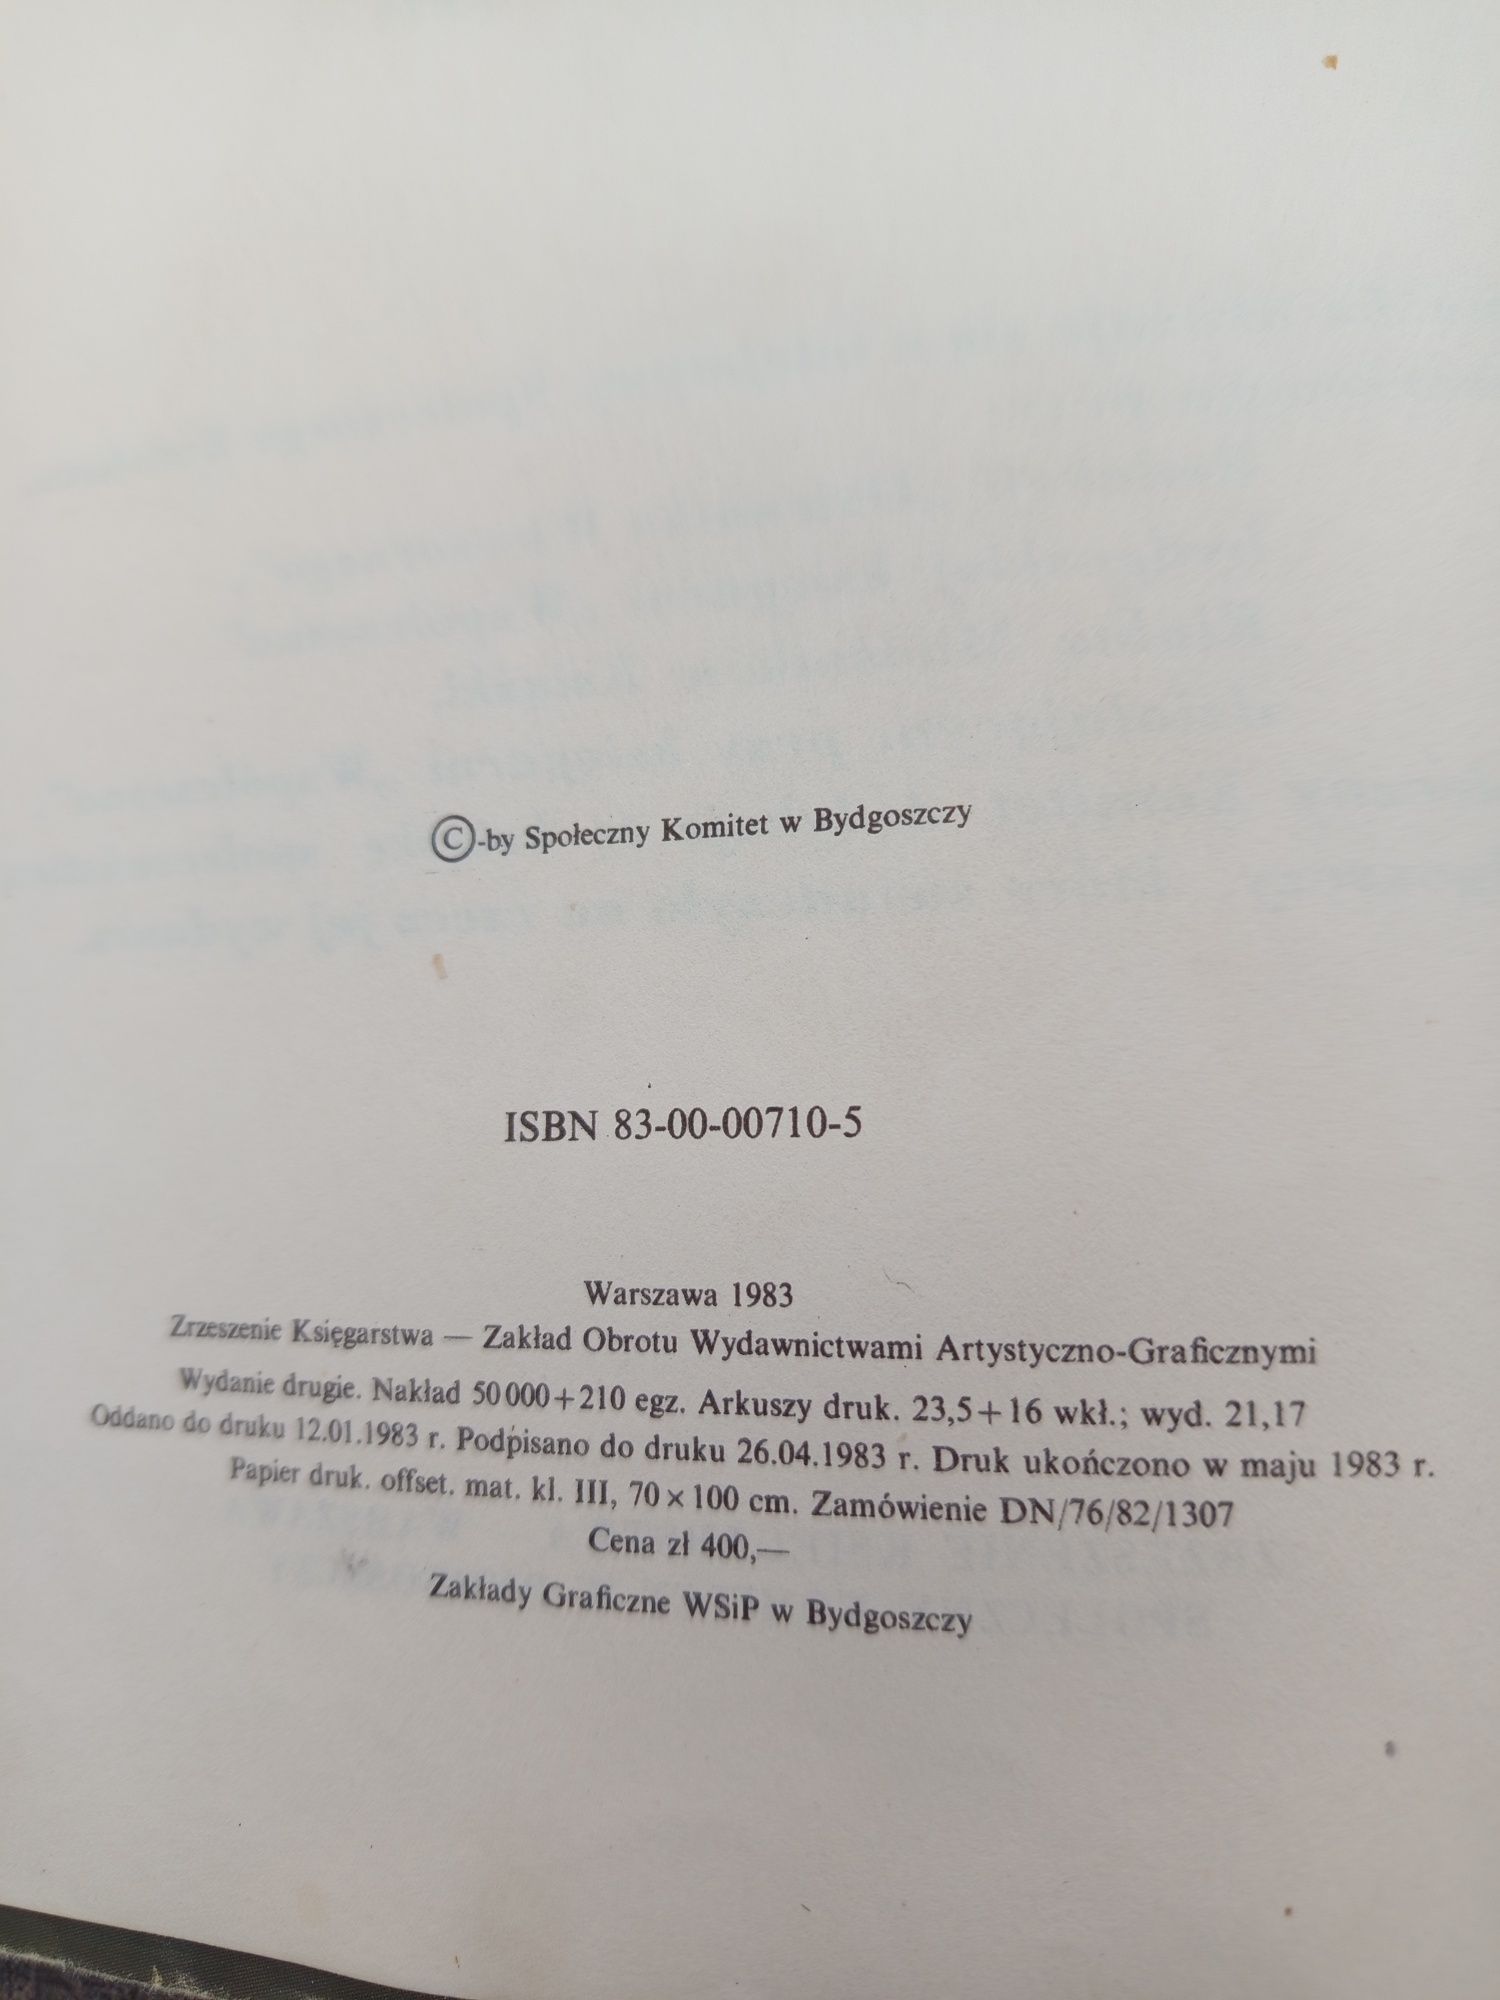 ©-by Społeczny Komitet w Bydgoszczy
ISBN 83-00-00710-5
Warszawa 1983
Zrzeszenie Księgarstwa — Zakład Obrotu Wydawnictwami Artystyczno-Graficznymi
Wydanie drugie. Nakład 50 000 + 210 egz. Arkuszy druk. 23,5 + 16 wkł.; wyd. 21,17
Oddano do druku 12.01.1983 r. Podpisano do druku 26.04.1983 r. Druk ukończono w maju 1983 r.
Papier druk. offset. mat. kl. III, 70 × 100 cm. Zamówienie DN/76/82/1307
Cena zł 400,—
Zakłady Graficzne WSiP w Bydgoszczy